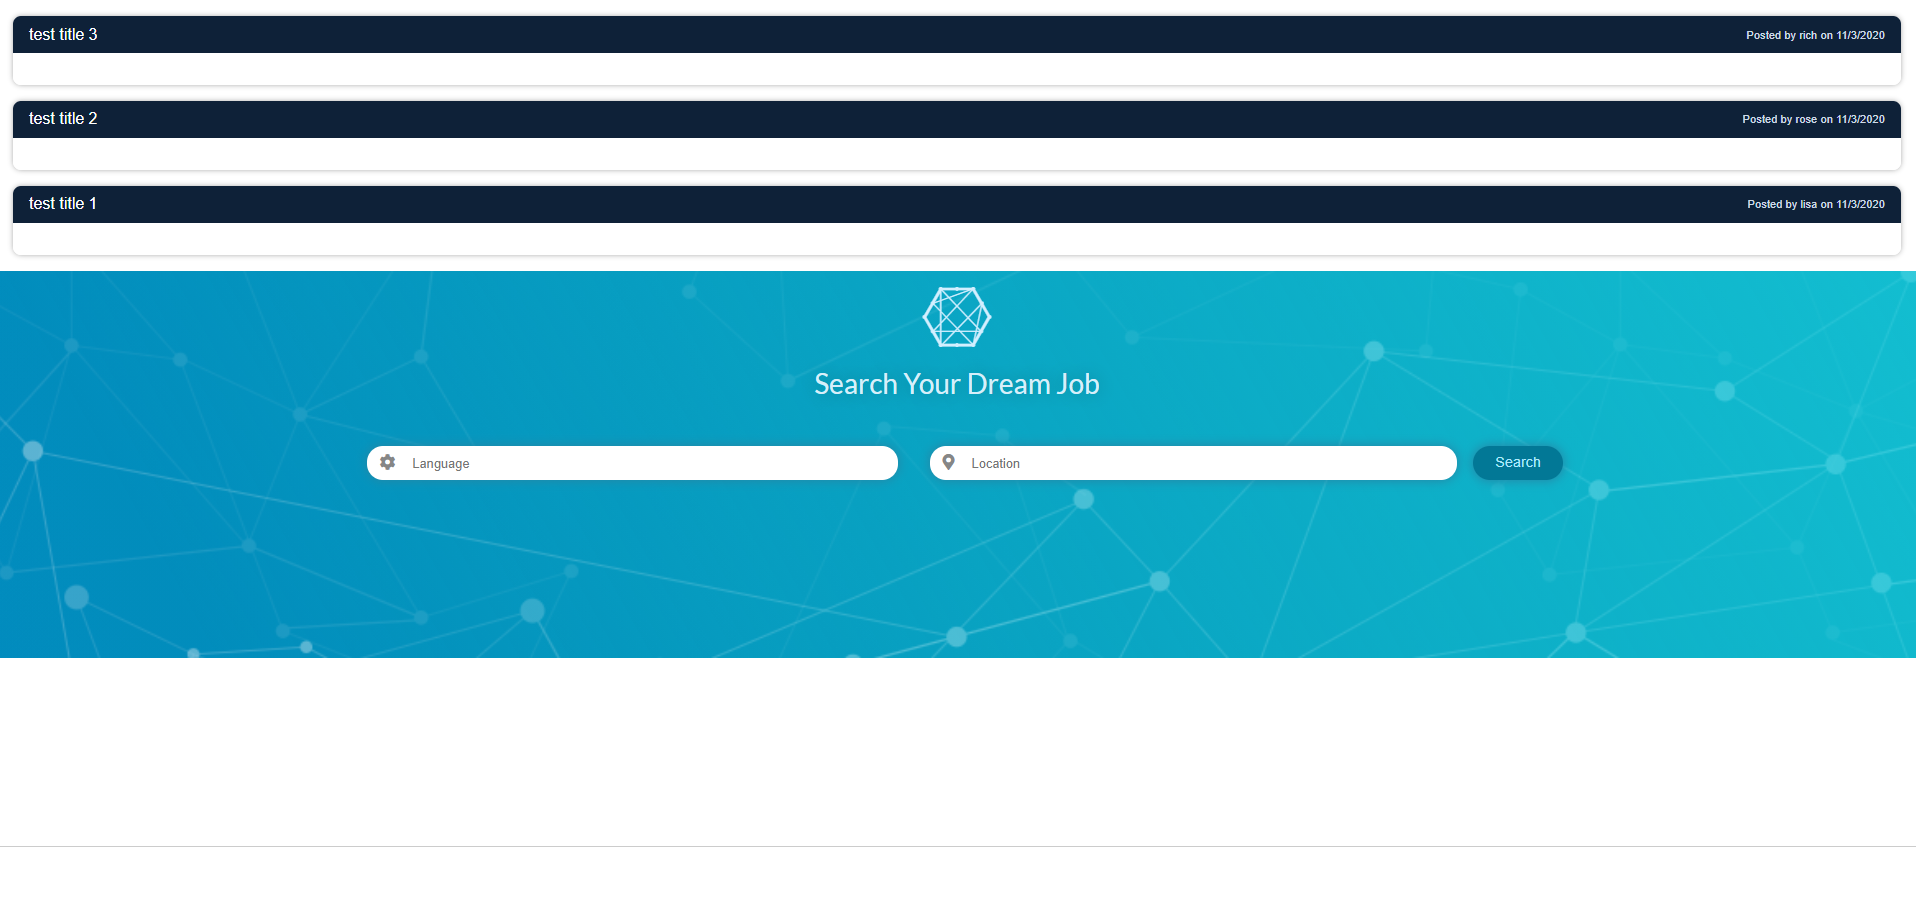 test title 3
Posted by rich on 11/3/2020
test title 2
Posted by rose on 11/3/2020
test title 1
Posted by lisa on 11/3/2020
Search Your Dream Job
Language
Location
Search